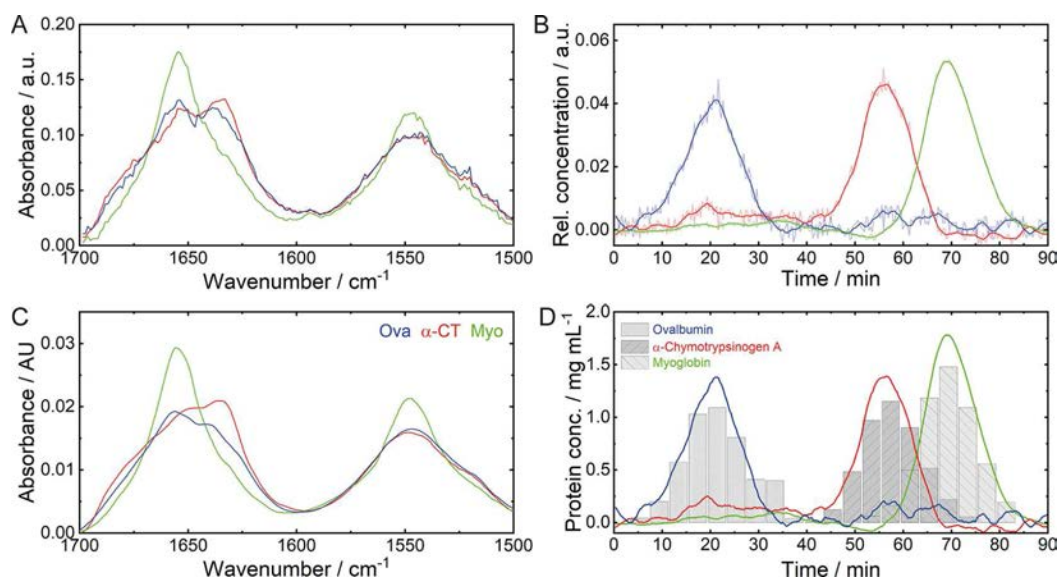 A
Absorbance / a.u.
0.20
0.15
0.10
0.05
0.00
1700 1650 1600 1550 1500
Wavenumber / cm⁻¹
B
Rel. concentration / a.u.
0.06
0.04
0.02
0.00
0 10 20 30 40 50 60 70 80 90
Time / min
C
Absorbance / AU
Ova α-CT Myo
0.03
0.02
0.01
0.00
1700 1650 1600 1550 1500
Wavenumber / cm⁻¹
D
Protein conc. / mg mL⁻¹
2.0
1.5
1.0
0.5
0.0
Ovalbumin
α-Chymotrypsinogen A
Myoglobin
0 10 20 30 40 50 60 70 80 90
Time / min